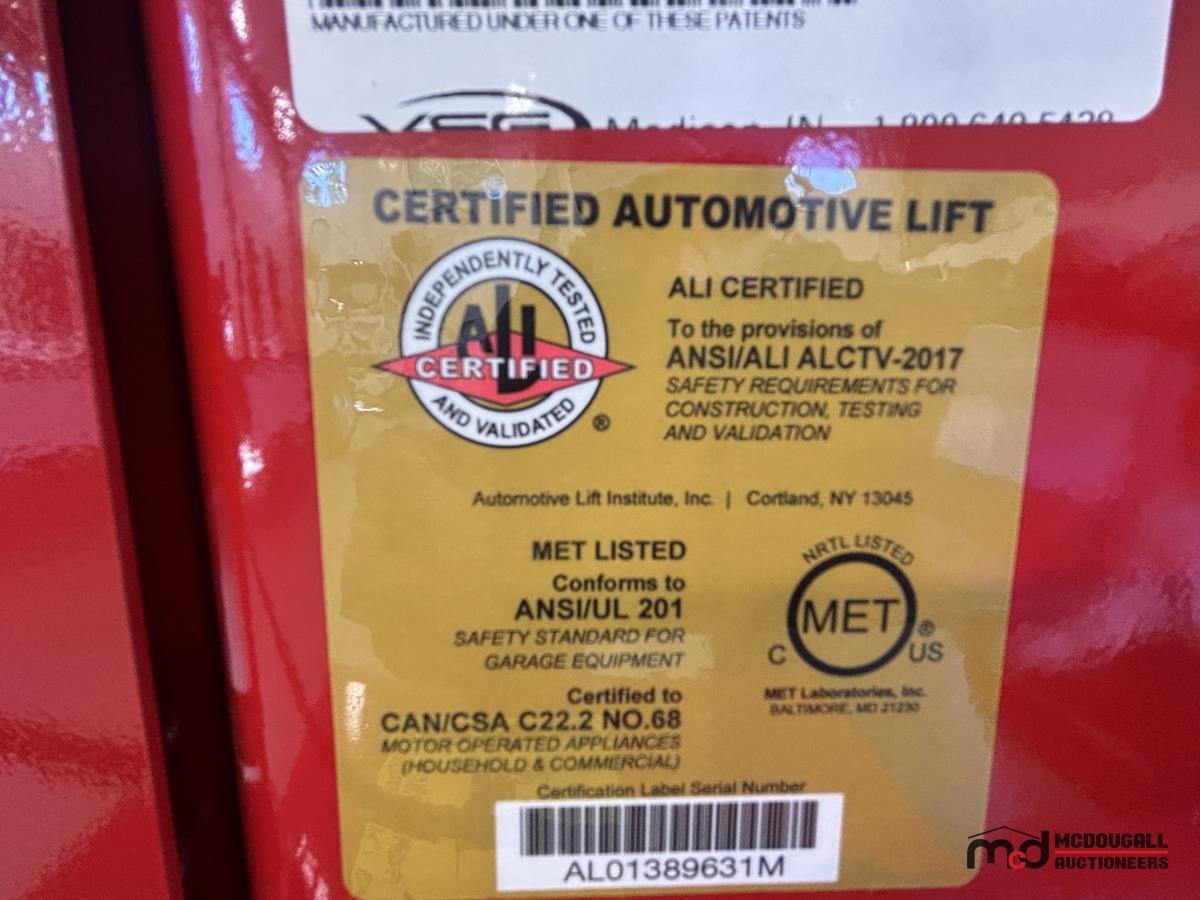 MANUFACTURED UNDER ONE OF THESE PATENTS
Madison, IN
CERTIFIED AUTOMOTIVE LIFT
INDEPENDENTLY TESTED
ALI
CERTIFIED
AND VALIDATED
®
ALI CERTIFIED
To the provisions of
ANSI/ALI ALCTV-2017
SAFETY REQUIREMENTS FOR
CONSTRUCTION, TESTING
AND VALIDATION
Automotive Lift Institute, Inc. | Cortland, NY 13045
MET LISTED
Conforms to
ANSI/UL 201
SAFETY STANDARD FOR
GARAGE EQUIPMENT
Certified to
CAN/CSA C22.2 NO.68
MOTOR OPERATED APPLIANCES
(HOUSEHOLD & COMMERCIAL)
NRTL LISTED
MET
®
C US
MET Laboratories, Inc.
BALTIMORE, MD 21230
Certification Label Serial Number
AL01389631M
mcd MCDOUGALL
AUCTIONEERS